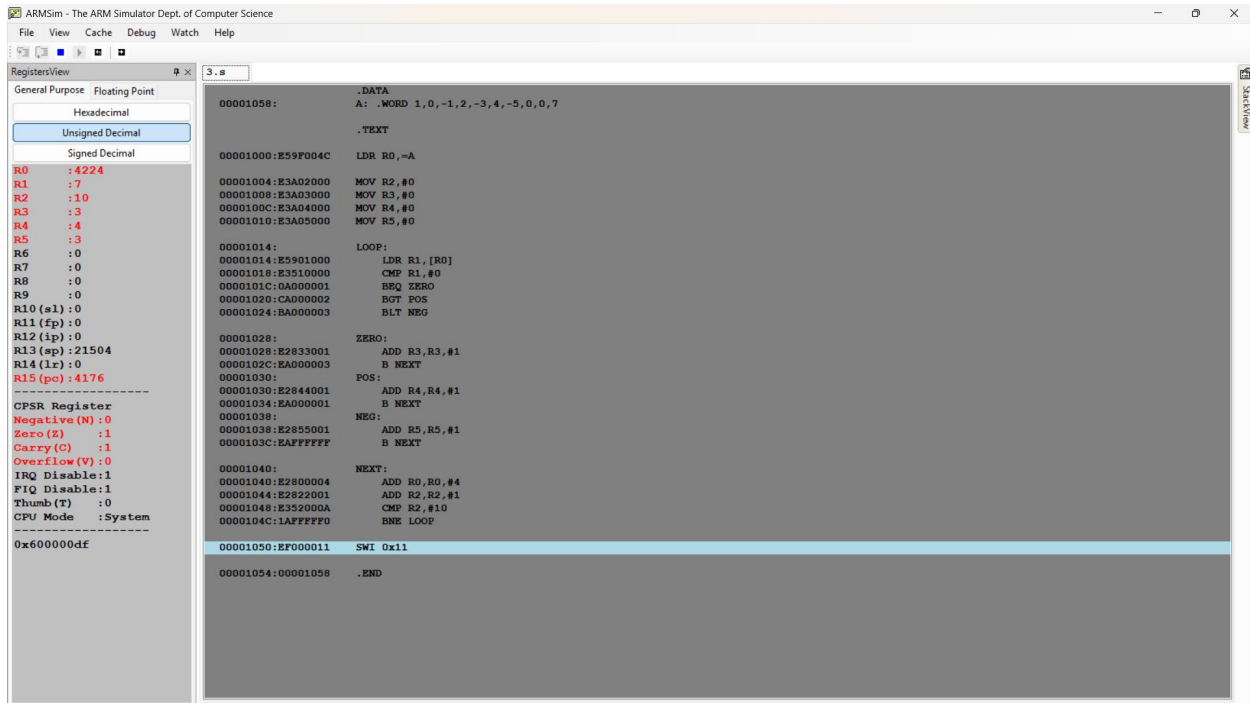 ARMSim - The ARM Simulator Dept. of Computer Science
File View Cache Debug Watch Help
RegistersView
3.s
General Purpose Floating Point
Hexadecimal
Unsigned Decimal
Signed Decimal
R0 :4224
R1 :7
R2 :10
R3 :3
R4 :4
R5 :3
R6 :0
R7 :0
R8 :0
R9 :0
R10(sl):0
R11(fp):0
R12(ip):0
R13(sp):21504
R14(lr):0
R15(pc):4176
------------------
CPSR Register
Negative(N):0
Zero(Z) :1
Carry(C) :1
Overflow(V):0
IRQ Disable:1
FIQ Disable:1
Thumb(T) :0
CPU Mode :System
------------------
0x600000df
.DATA
00001058: A: .WORD 1,0,-1,2,-3,4,-5,0,0,7
.TEXT
00001000:E59F004C LDR R0,=A
00001004:E3A02000 MOV R2,#0
00001008:E3A03000 MOV R3,#0
0000100C:E3A04000 MOV R4,#0
00001010:E3A05000 MOV R5,#0
00001014: LOOP:
00001014:E5901000 LDR R1,[R0]
00001018:E3510000 CMP R1,#0
0000101C:0A000001 BEQ ZERO
00001020:CA000002 BGT POS
00001024:BA000003 BLT NEG
00001028: ZERO:
00001028:E2833001 ADD R3,R3,#1
0000102C:EA000003 B NEXT
00001030: POS:
00001030:E2844001 ADD R4,R4,#1
00001034:EA000001 B NEXT
00001038: NEG:
00001038:E2855001 ADD R5,R5,#1
0000103C:EAFFFFFF B NEXT
00001040: NEXT:
00001040:E2800004 ADD R0,R0,#4
00001044:E2822001 ADD R2,R2,#1
00001048:E352000A CMP R2,#10
0000104C:1AFFFFF0 BNE LOOP
00001050:EF000011 SWI 0x11
00001054:00001058 .END
StackView